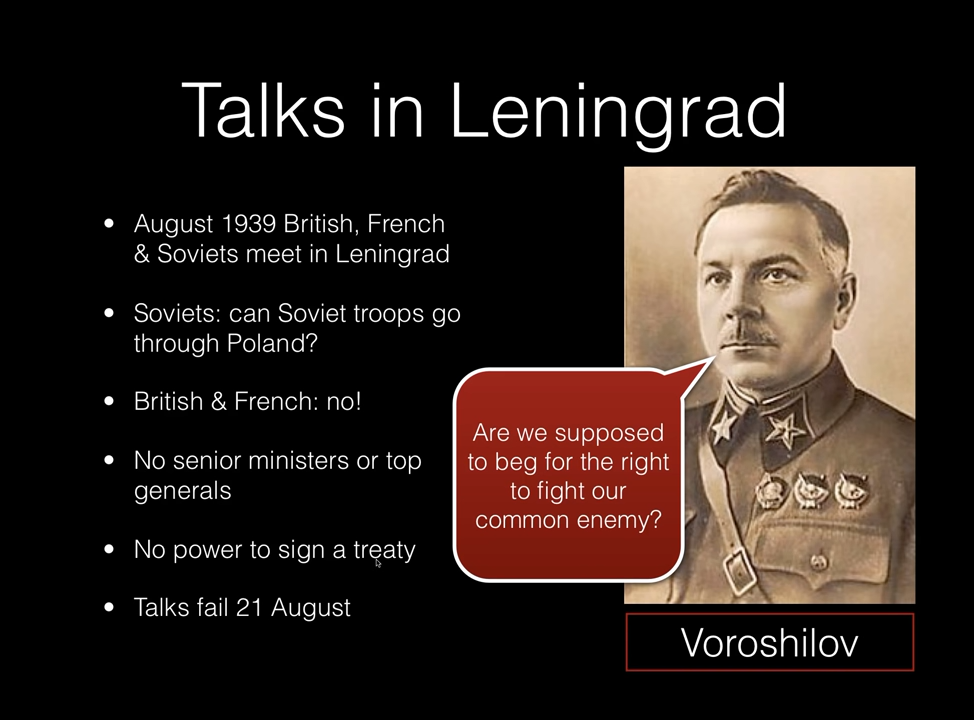 Talks in Leningrad
• August 1939 British, French
& Soviets meet in Leningrad
• Soviets: can Soviet troops go
through Poland?
• British & French: no!
• No senior ministers or top
generals
• No power to sign a treaty
• Talks fail 21 August
Are we supposed
to beg for the right
to fight our
common enemy?
Voroshilov